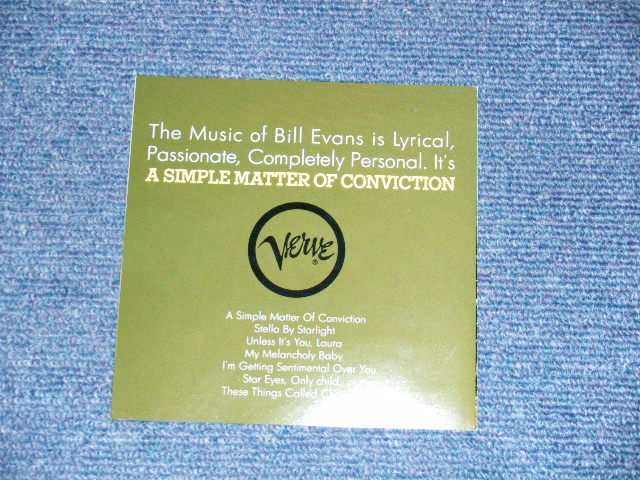 The Music of Bill Evans is Lyrical,
Passionate, Completely Personal. It's
A SIMPLE MATTER OF CONVICTION
VERVE
®
A Simple Matter Of Conviction
Stella By Starlight
Unless It's You, Laura
My Melancholy Baby
I'm Getting Sentimental Over You
Star Eyes, Only child,
These Things Called